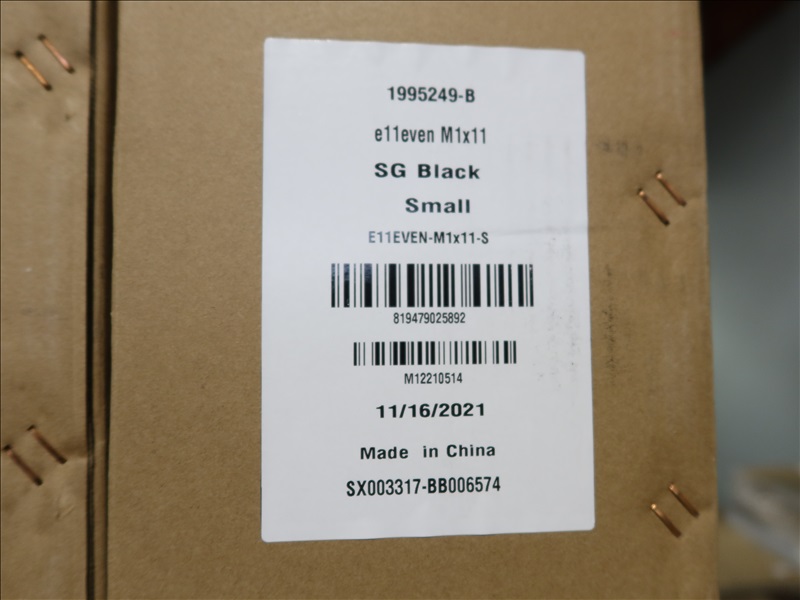 1995249-B
e11even M1x11
SG Black
Small
E11EVEN-M1x11-S
819479025892
M12210514
11/16/2021
Made in China
SX003317-BB006574